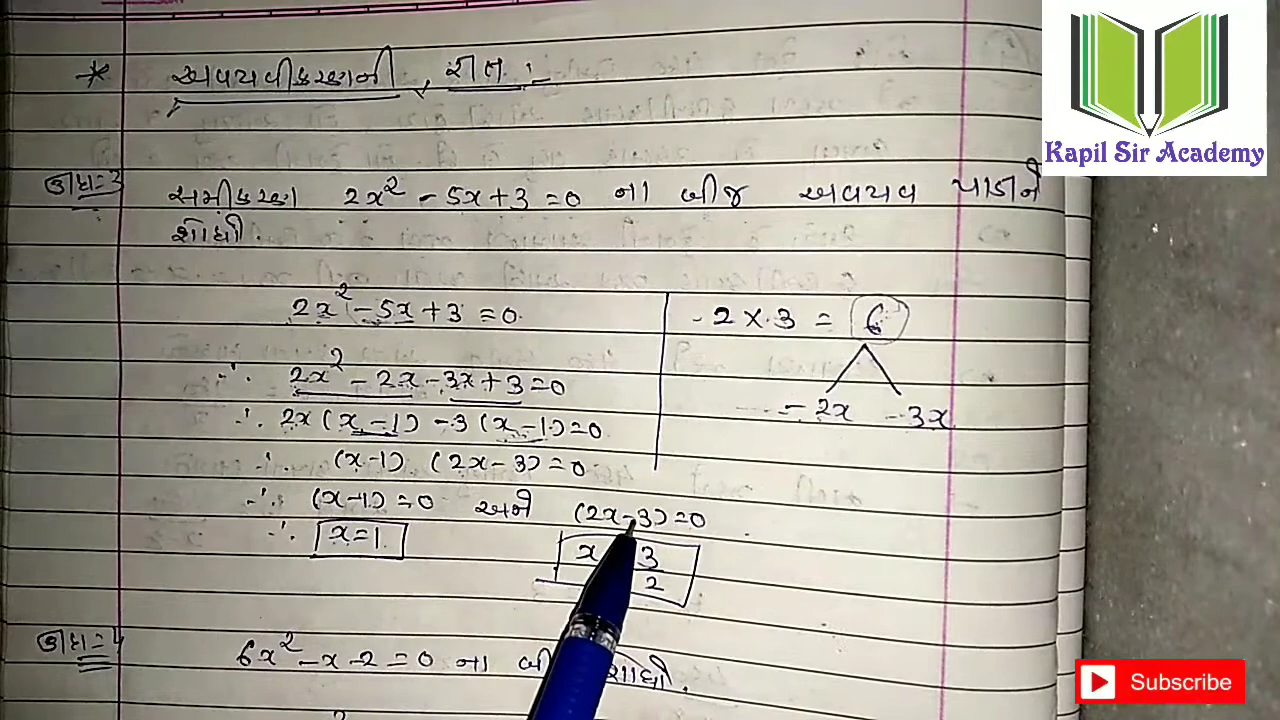 * અવયવીકરણની રીત :-
Kapil Sir Academy
ઉદા-3 સમીકરણ 2x² - 5x + 3 = 0 ના બીજ અવયવ પાડીને
શોધો.
2x² - 5x + 3 = 0
2 × 3 = 6
∴ 2x² - 2x - 3x + 3 = 0
- 2x - 3x
∴ 2x (x - 1) - 3 (x - 1) = 0
∴ (x - 1) (2x - 3) = 0
∴ (x - 1) = 0 અને (2x - 3) = 0
∴ x = 1
x 3
2
ઉદા-4 6x² - x - 2 = 0 ના શોધો.
Subscribe